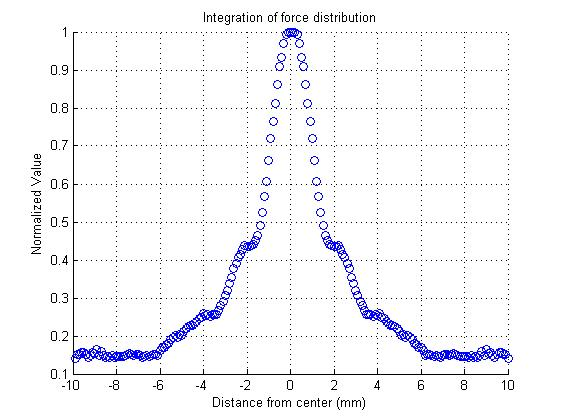 Integration of force distribution
1
0.9
0.8
0.7
0.6
0.5
0.4
0.3
0.2
0.1
Normalized Value
-10 -8 -6 -4 -2 0 2 4 6 8 10
Distance from center (mm)